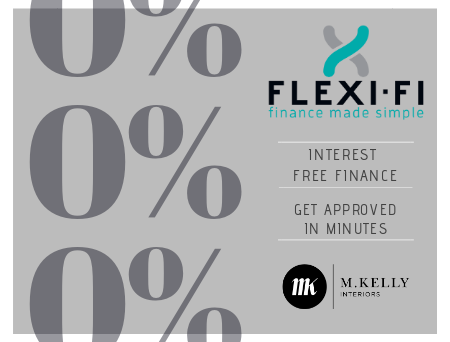 0%
0%
0%
FLEXI·FI
finance made simple
INTEREST
FREE FINANCE
GET APPROVED
IN MINUTES
mk
M.KELLY
INTERIORS